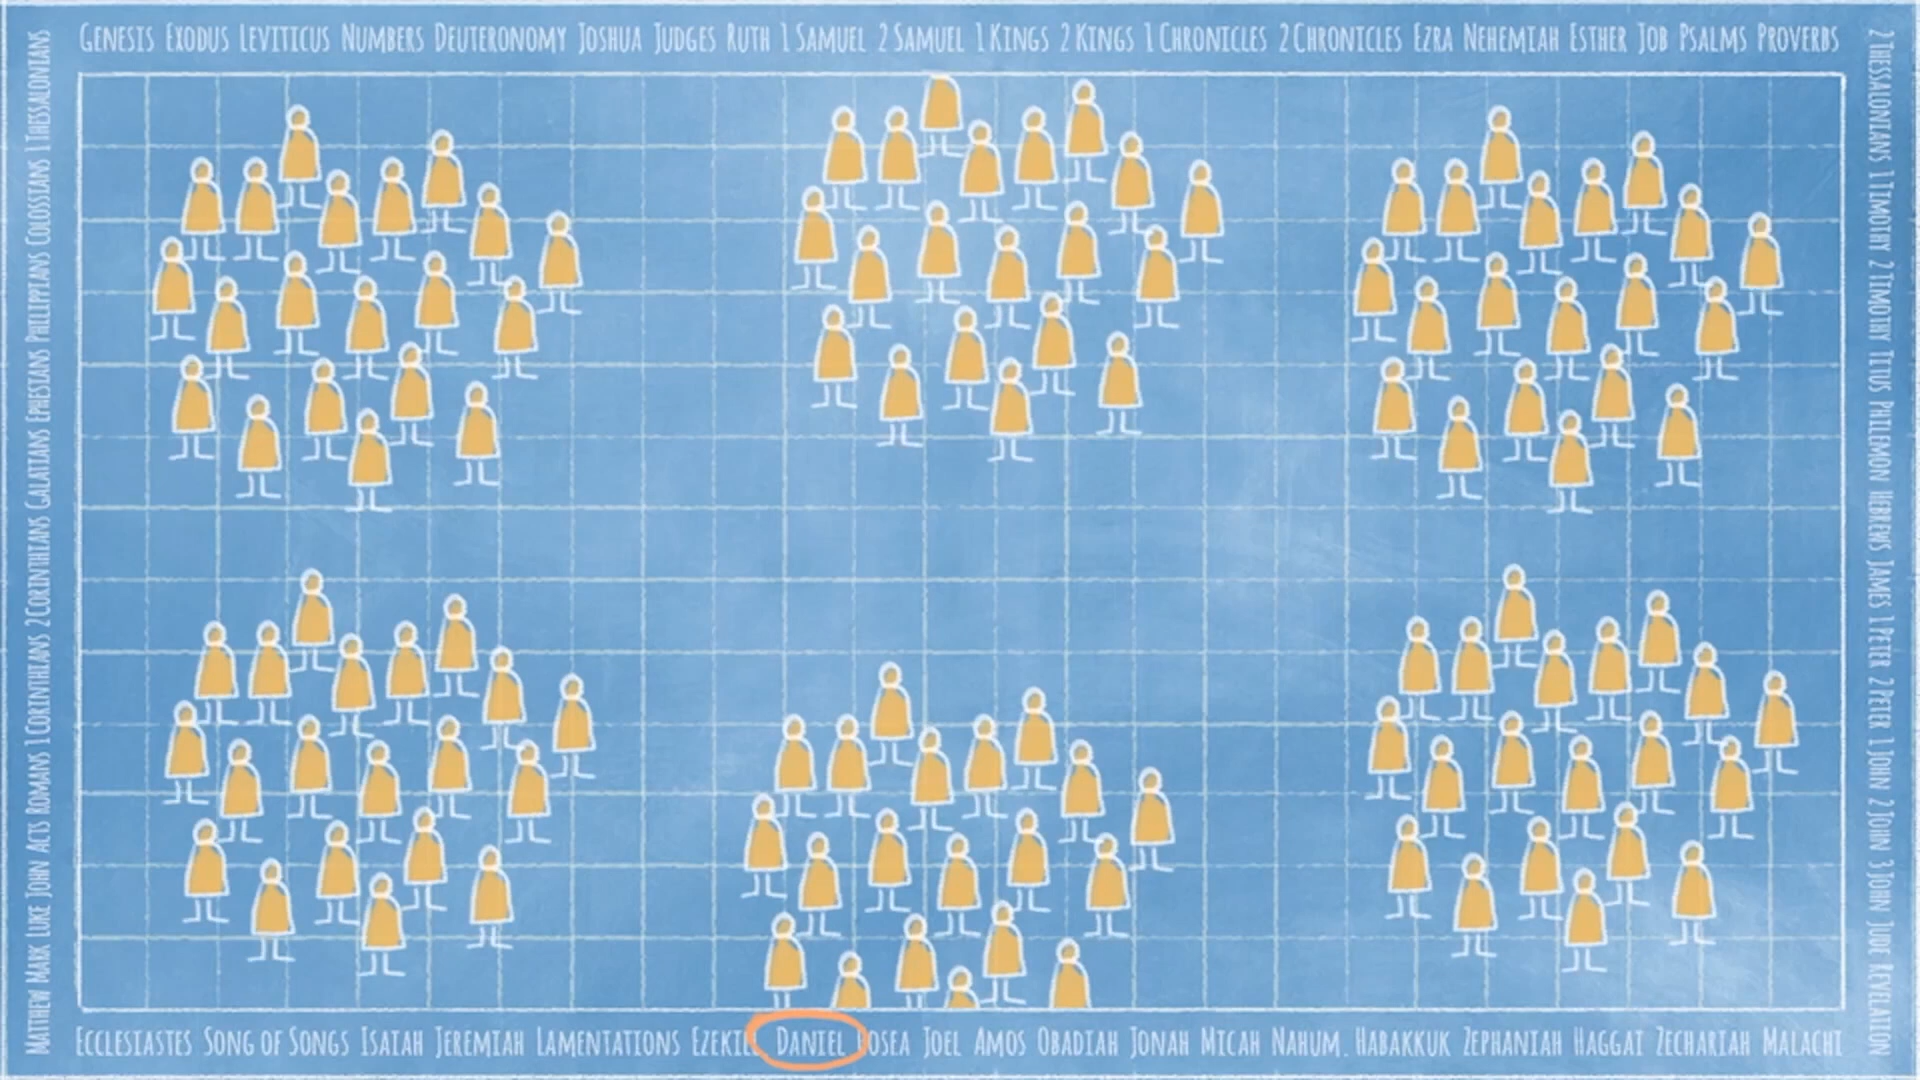 GENESIS EXODUS LEVITICUS NUMBERS DEUTERONOMY JOSHUA JUDGES RUTH 1 SAMUEL 2 SAMUEL 1 KINGS 2 KINGS 1 CHRONICLES 2 CHRONICLES EZRA NEHEMIAH ESTHER JOB PSALMS PROVERBS
MATTHEW MARK LUKE JOHN ACTS ROMANS 1 CORINTHIANS 2 CORINTHIANS GALATIANS EPHESIANS PHILIPPIANS COLOSSIANS 1 THESSALONIANS
2 THESSALONIANS 1 TIMOTHY 2 TIMOTHY TITUS PHILEMON HEBREWS JAMES 1 PETER 2 PETER 1 JOHN 2 JOHN 3 JOHN JUDE REVELATION
ECCLESIASTES SONG OF SONGS ISAIAH JEREMIAH LAMENTATIONS DANIEL JOEL AMOS OBADIAH JONAH MICAH NAHUM. HABAKKUK ZEPHANIAH HAGGAI ZECHARIAH MALACHI